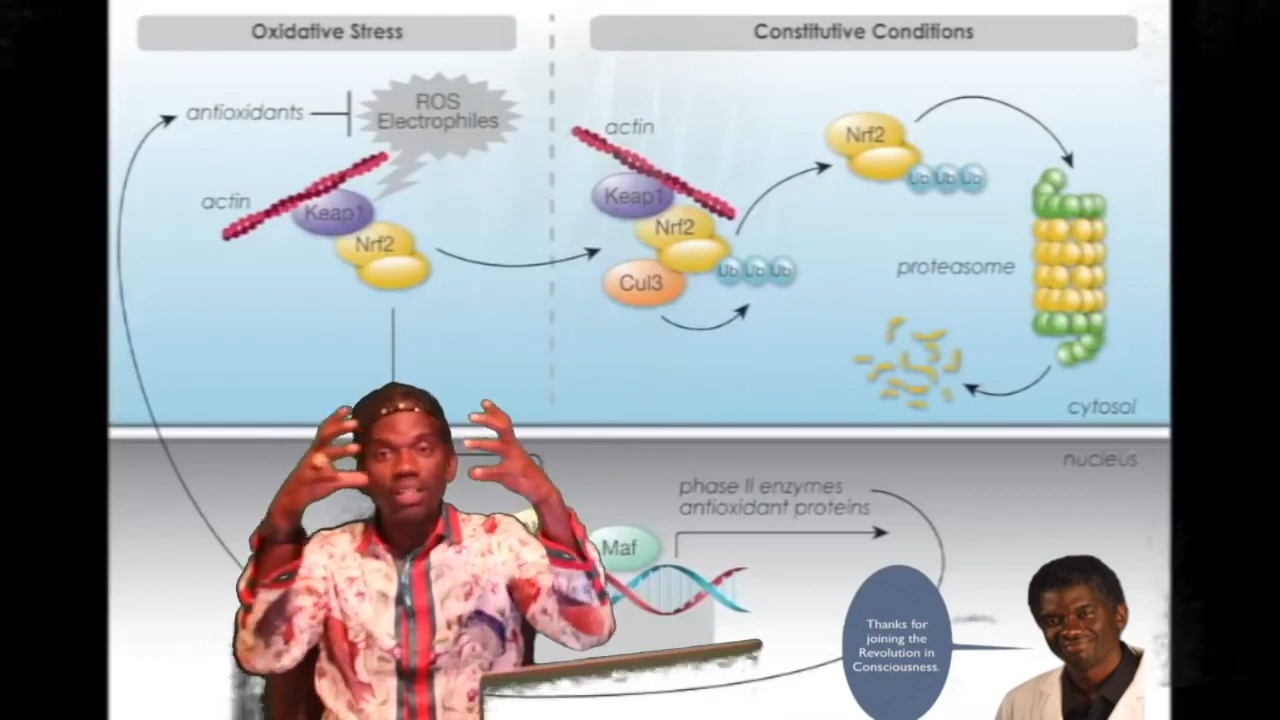 Oxidative Stress
Constitutive Conditions
antioxidants
ROS
Electrophiles
actin
Keap1
Nrf2
actin
Keap1
Nrf2
Cul3
Ub Ub Ub
Nrf2
Ub Ub Ub
proteasome
cytosol
nucleus
phase II enzymes
antioxidant proteins
Maf
Thanks for
joining the
Revolution in
Consciousness.